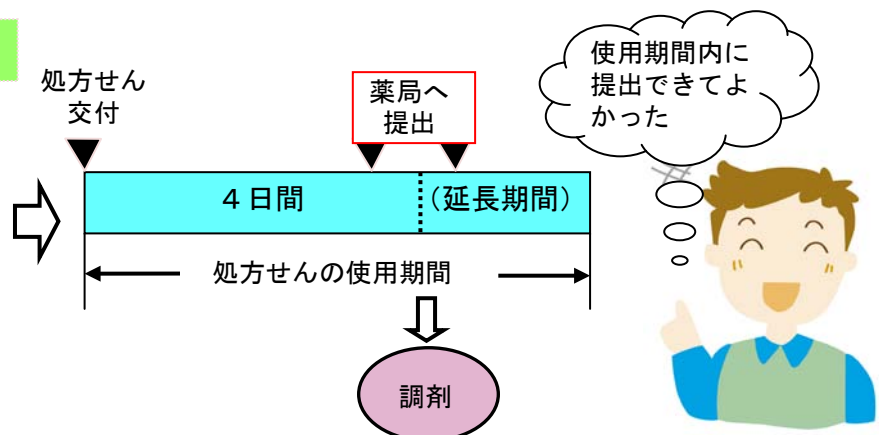 処方せん
交付
薬局へ
提出
使用期間内に
提出できてよ
かった
４日間
(延長期間)
処方せんの使用期間
調剤